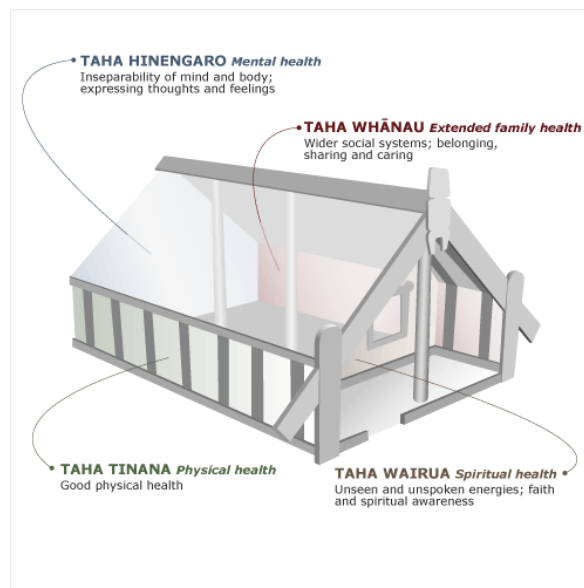 TAHA HINENGARO Mental health
Inseparability of mind and body;
expressing thoughts and feelings
TAHA WHĀNAU Extended family health
Wider social systems; belonging,
sharing and caring
TAHA TINANA Physical health
Good physical health
TAHA WAIRUA Spiritual health
Unseen and unspoken energies; faith
and spiritual awareness